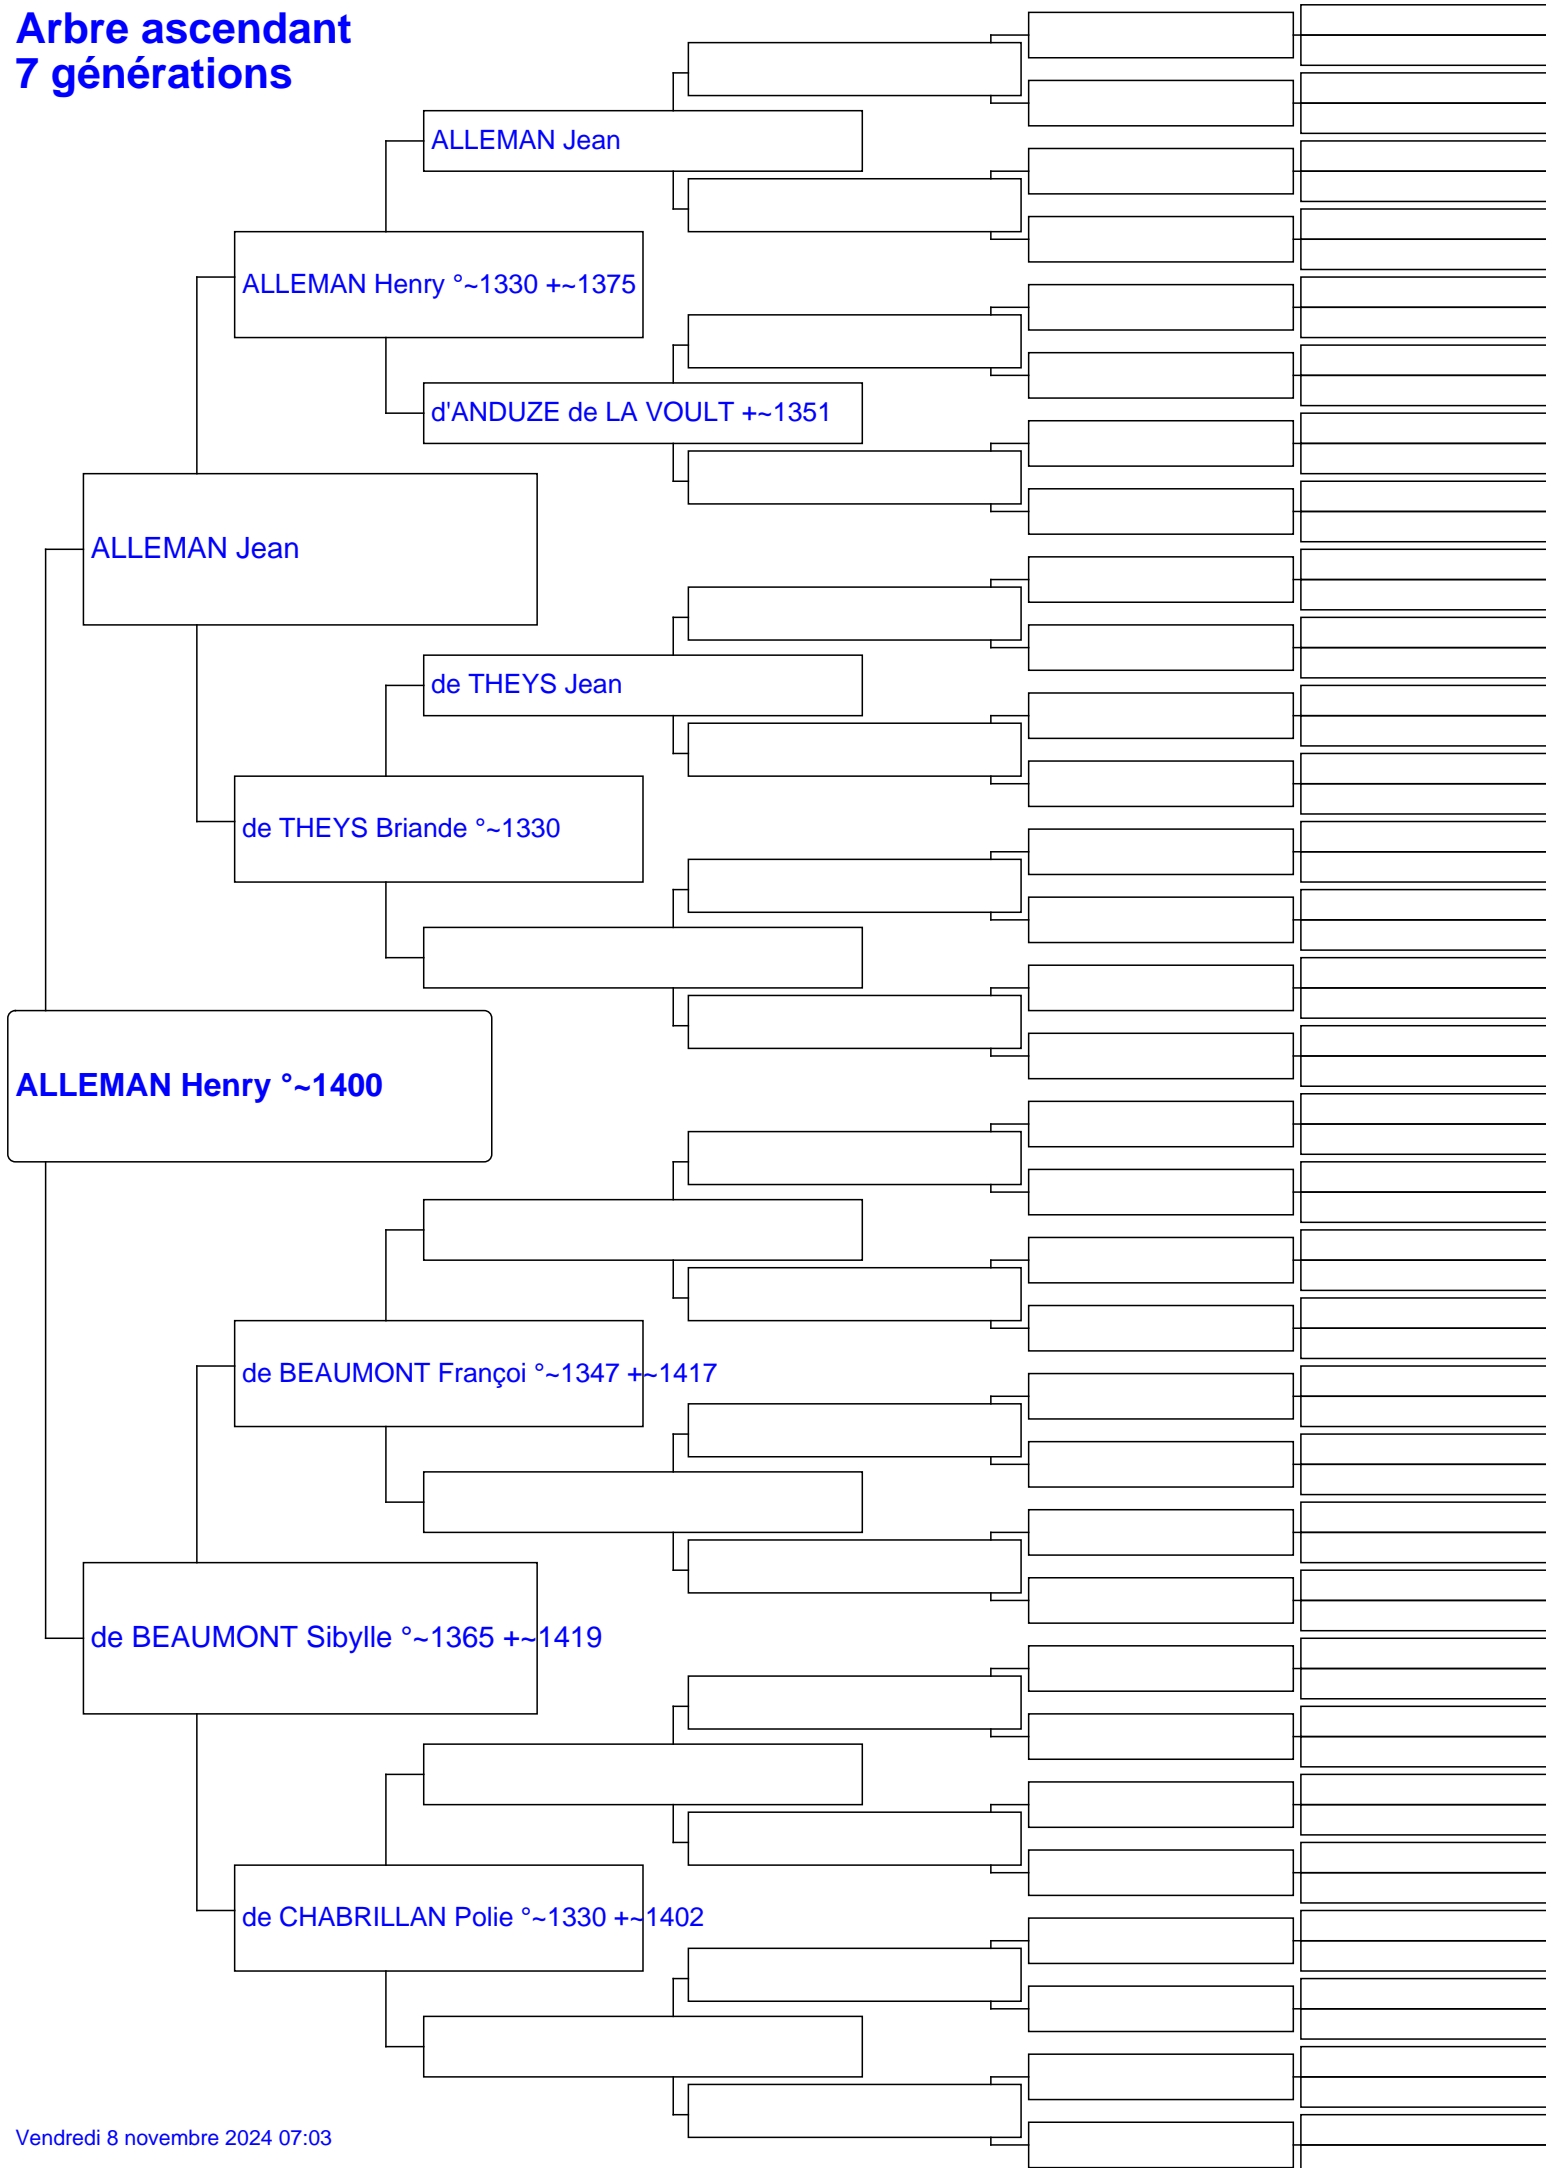 Arbre ascendant
7 générations
ALLEMAN Jean
ALLEMAN Henry °~1330 +~1375
d'ANDUZE de LA VOULT +~1351
ALLEMAN Jean
de THEYS Jean
de THEYS Briande °~1330
ALLEMAN Henry °~1400
de BEAUMONT Françoi °~1347 +~1417
de BEAUMONT Sibylle °~1365 +~1419
de CHABRILLAN Polie °~1330 +~1402
Vendredi 8 novembre 2024 07:03